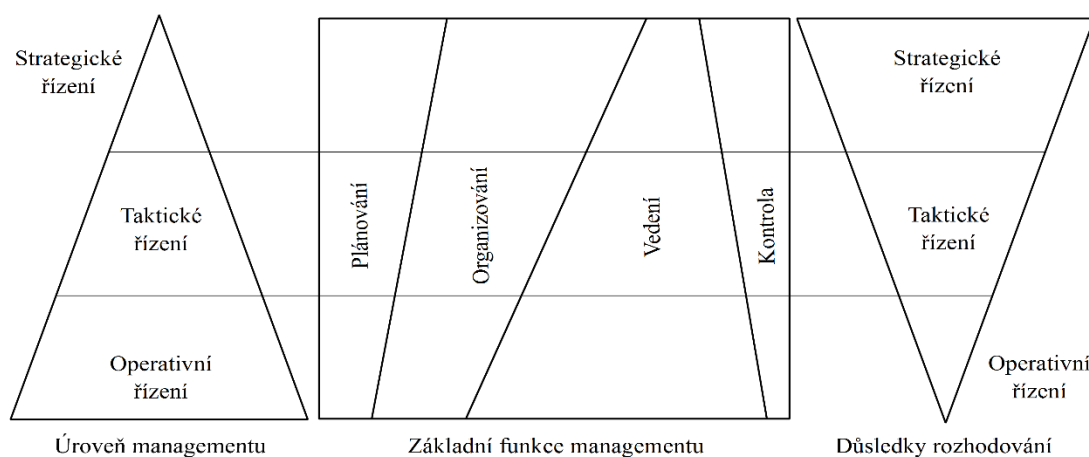 Strategické
řízení
Taktické
řízení
Operativní
řízení
Úroveň managementu
Plánování
Organizování
Vedení
Kontrola
Základní funkce managementu
Strategické
řízení
Taktické
řízení
Operativní
řízení
Důsledky rozhodování